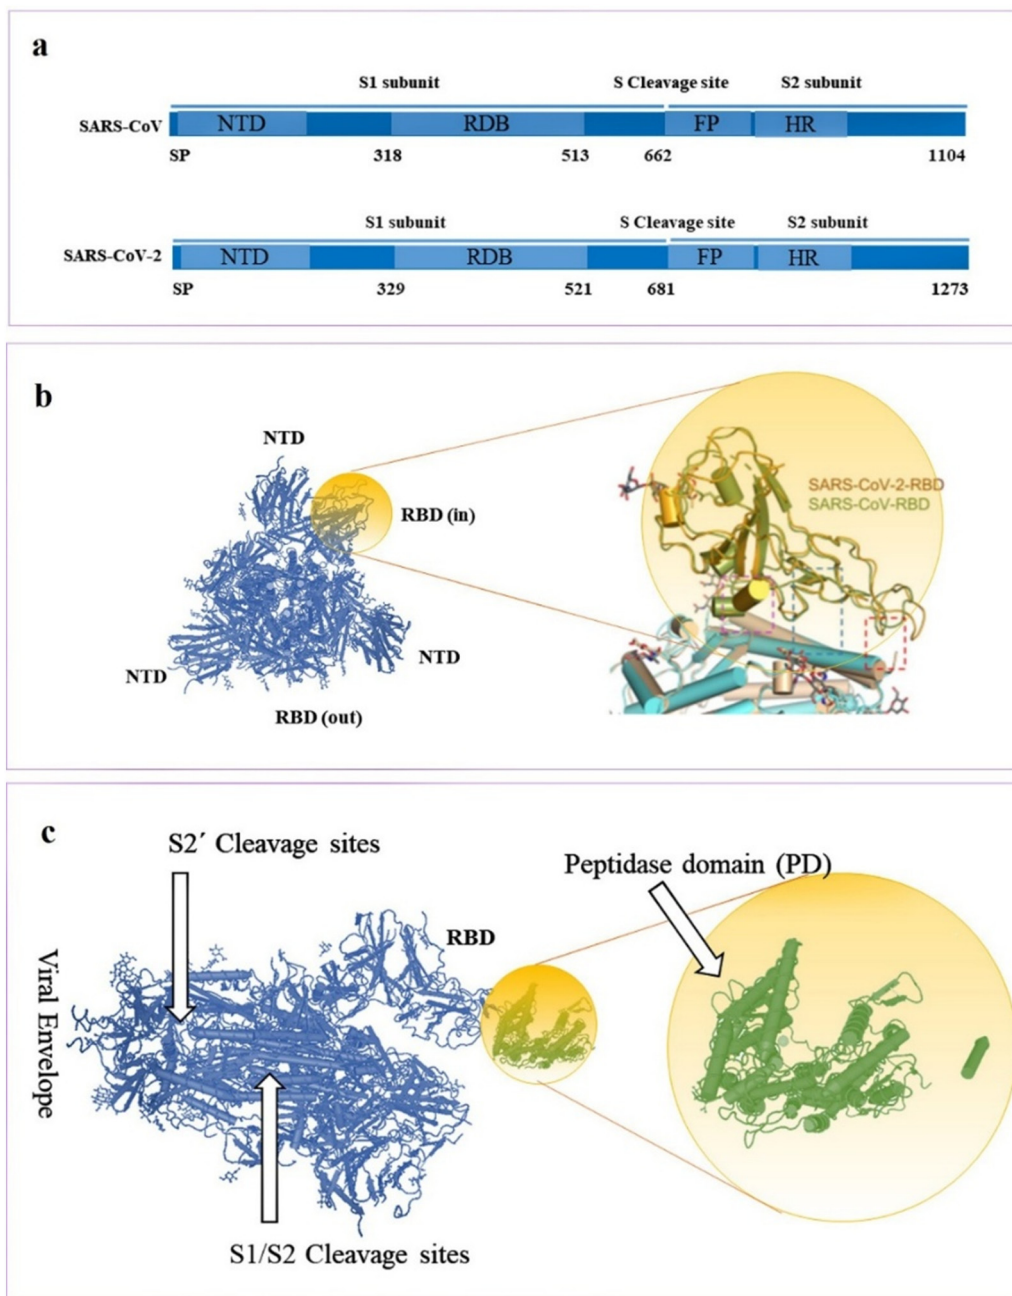 a
S1 subunit S Cleavage site S2 subunit
SARS-CoV NTD RDB FP HR
SP 318 513 662 1104
S1 subunit S Cleavage site S2 subunit
SARS-CoV-2 NTD RDB FP HR
SP 329 521 681 1273
b
NTD
RBD (in)
SARS-CoV-2-RBD
SARS-CoV-RBD
NTD
NTD
RBD (out)
c
S2´ Cleavage sites
Peptidase domain (PD)
RBD
Viral Envelope
S1/S2 Cleavage sites